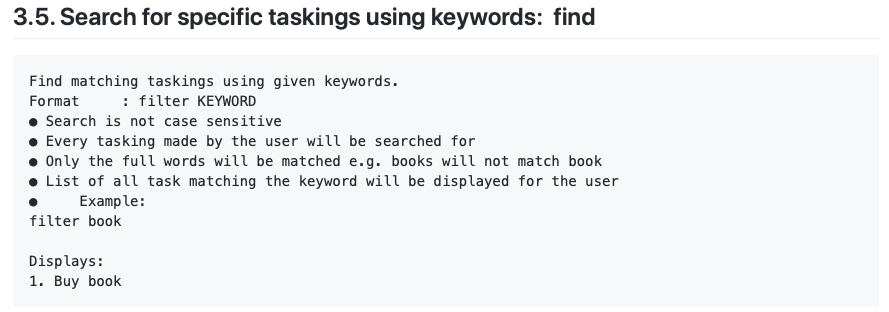 3.5. Search for specific taskings using keywords: find
Find matching taskings using given keywords.
Format     : filter KEYWORD
● Search is not case sensitive
● Every tasking made by the user will be searched for
● Only the full words will be matched e.g. books will not match book
● List of all task matching the keyword will be displayed for the user
●     Example:
filter book
Displays:
1. Buy book